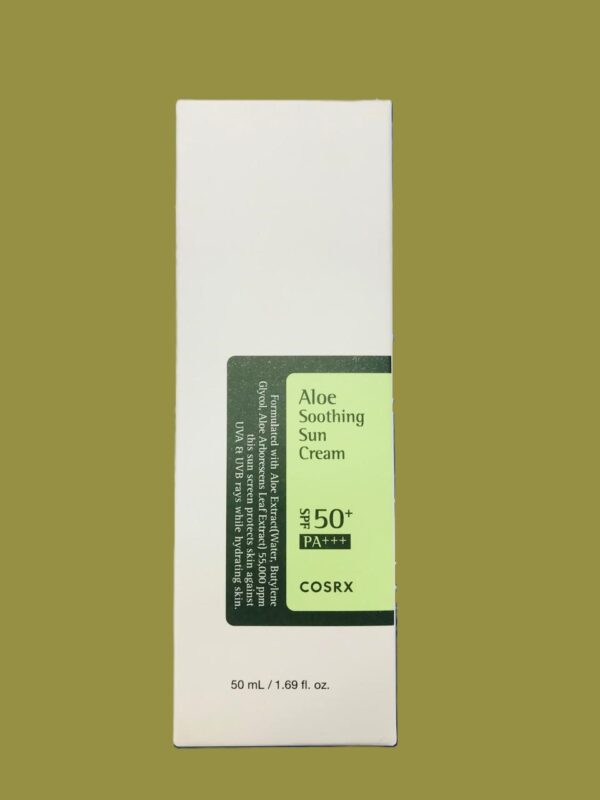 Aloe
Soothing
Sun
Cream
SPF 50+
PA+++
COSRX
Formulated with Aloe Extract(Water, Butylene
Glycol, Aloe Arborescens Leaf Extract) 55,000 ppm
this sun screen protects skin against
UVA & UVB rays while hydrating skin.
50 mL / 1.69 fl. oz.